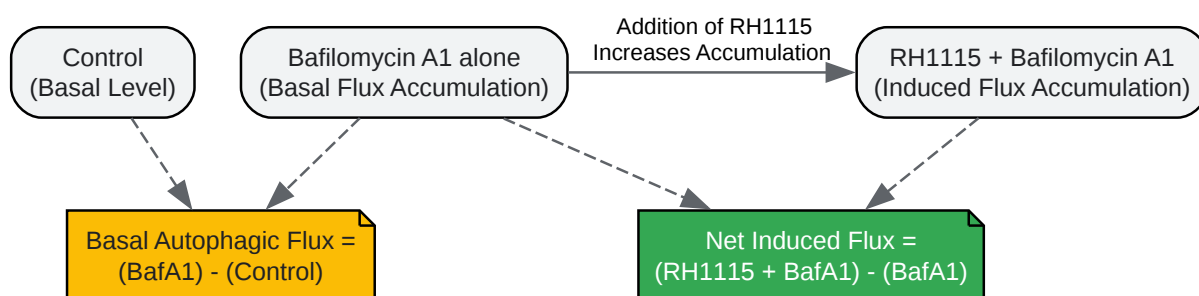 Control
(Basal Level)
Bafilomycin A1 alone
(Basal Flux Accumulation)
Addition of RH1115
Increases Accumulation
RH1115 + Bafilomycin A1
(Induced Flux Accumulation)
Basal Autophagic Flux =
(BafA1) - (Control)
Net Induced Flux =
(RH1115 + BafA1) - (BafA1)